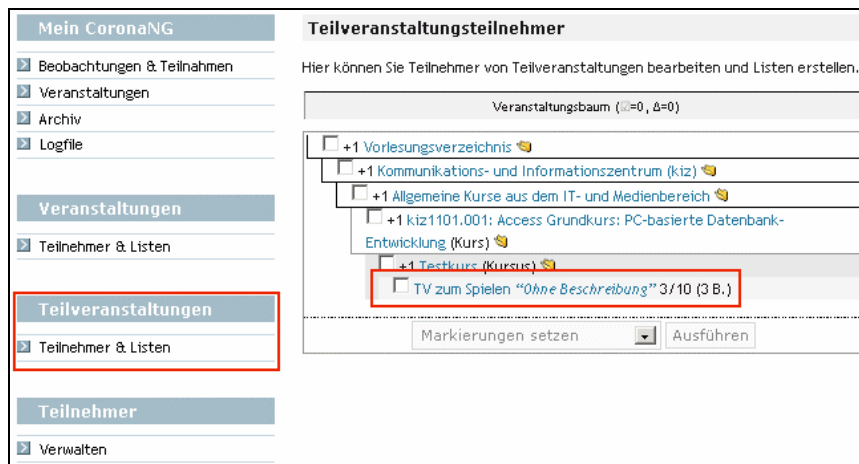 Mein CoronaNG
Beobachtungen & Teilnahmen
Veranstaltungen
Archiv
Logfile
Veranstaltungen
Teilnehmer & Listen
Teilveranstaltungen
Teilnehmer & Listen
Teilnehmer
Verwalten
Teilveranstaltungsteilnehmer
Hier können Sie Teilnehmer von Teilveranstaltungen bearbeiten und Listen erstellen.
Veranstaltungsbaum (☑=0, Δ=0)
+1 Vorlesungsverzeichnis
+1 Kommunikations- und Informationszentrum (kiz)
+1 Allgemeine Kurse aus dem IT- und Medienbereich
+1 kiz1101.001: Access Grundkurs: PC-basierte Datenbank-
Entwicklung (Kurs)
+1 Testkurs (Kursus)
TV zum Spielen “Ohne Beschreibung” 3/10 (3 B.)
Markierungen setzen
Ausführen